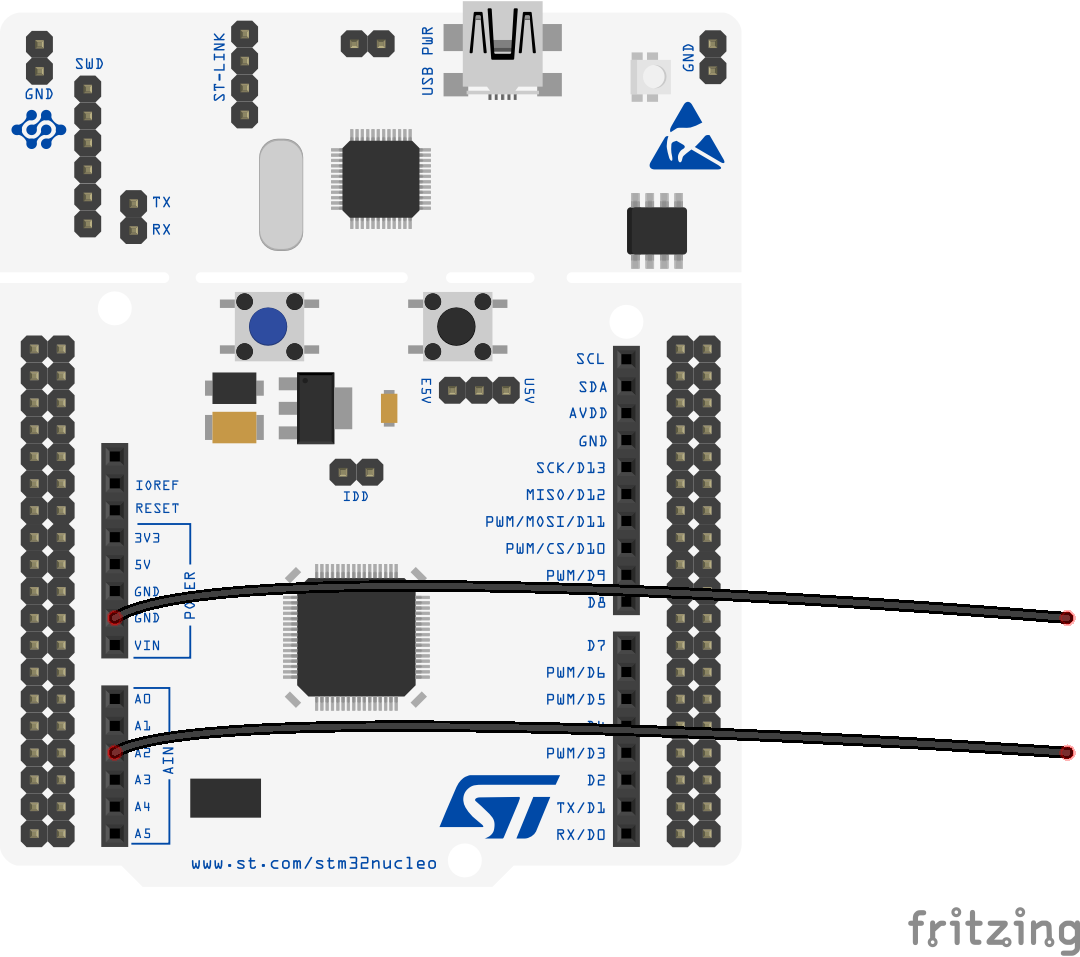 GND
SWD
ST-LINK
USB PWR
GND
TX
RX
E5V
U5V
IDD
IOREF
RESET
3V3
5V
GND
GND
VIN
POWER
A0
A1
A2
A3
A4
A5
AIN
SCL
SDA
AVDD
GND
SCK/D13
MISO/D12
PWM/MOSI/D11
PWM/CS/D10
PWM/D9
D8
D7
PWM/D6
PWM/D5
PWM/D3
D2
TX/D1
RX/D0
ST
www.st.com/stm32nucleo
fritzing